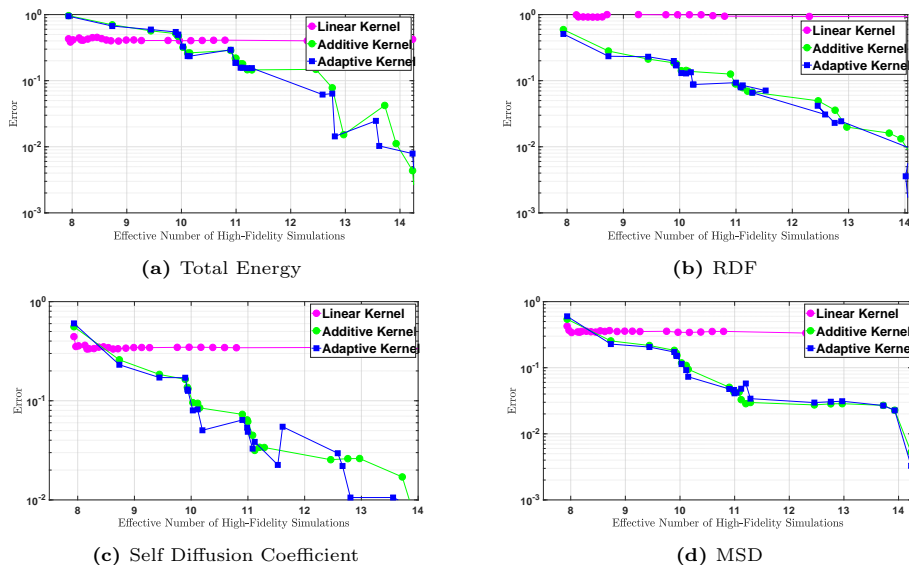 10^0
10^-1
10^-2
10^-3
Error
8 9 10 11 12 13 14
Effective Number of High-Fidelity Simulations
Linear Kernel
Additive Kernel
Adaptive Kernel
(a) Total Energy
10^0
10^-1
10^-2
10^-3
Error
8 9 10 11 12 13 14
Effective Number of High-Fidelity Simulations
Linear Kernel
Additive Kernel
Adaptive Kernel
(b) RDF
10^0
10^-1
10^-2
Error
8 9 10 11 12 13 14
Effective Number of High-Fidelity Simulations
Linear Kernel
Additive Kernel
Adaptive Kernel
(c) Self Diffusion Coefficient
10^0
10^-1
10^-2
10^-3
Error
8 9 10 11 12 13 14
Effective Number of High-Fidelity Simulations
Linear Kernel
Additive Kernel
Adaptive Kernel
(d) MSD